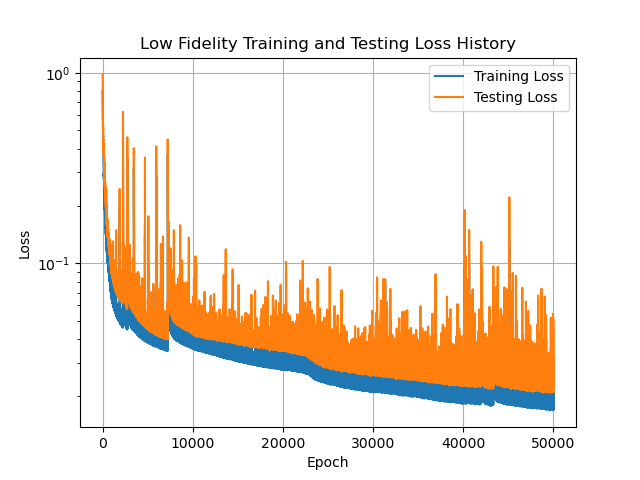 Low Fidelity Training and Testing Loss History
Training Loss
Testing Loss
Loss
10⁰
10⁻¹
0
10000
20000
30000
40000
50000
Epoch